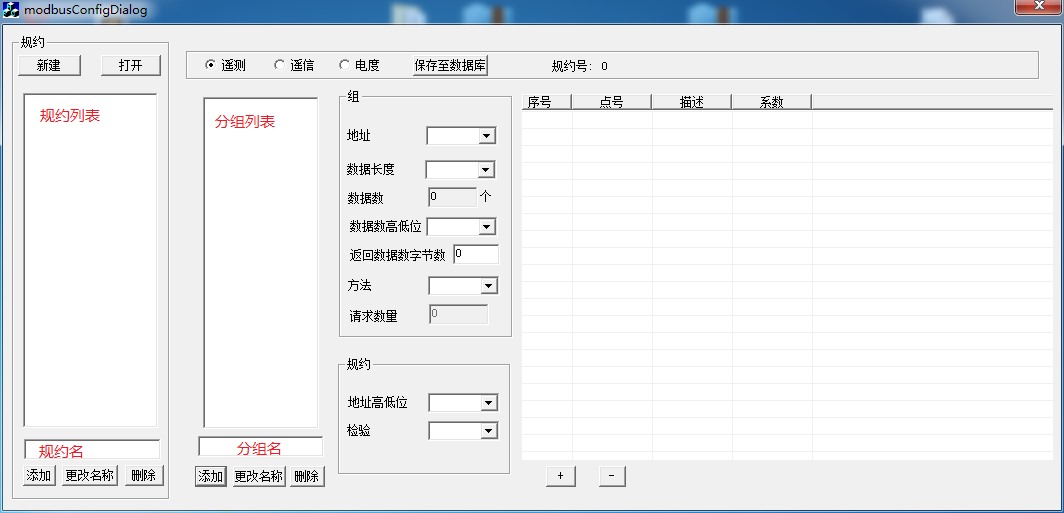 modbusConfigDialog
规约
新建 打开
规约列表
规约名
添加 更改名称 删除
遥测 遥信 电度 保存至数据库 规约号: 0
分组列表
分组名
添加 更改名称 删除
组
地址
数据长度
数据数 0 个
数据数高低位
返回数据数字节数 0
方法
请求数量 0
规约
地址高低位
检验
序号 点号 描述 系数
+ -